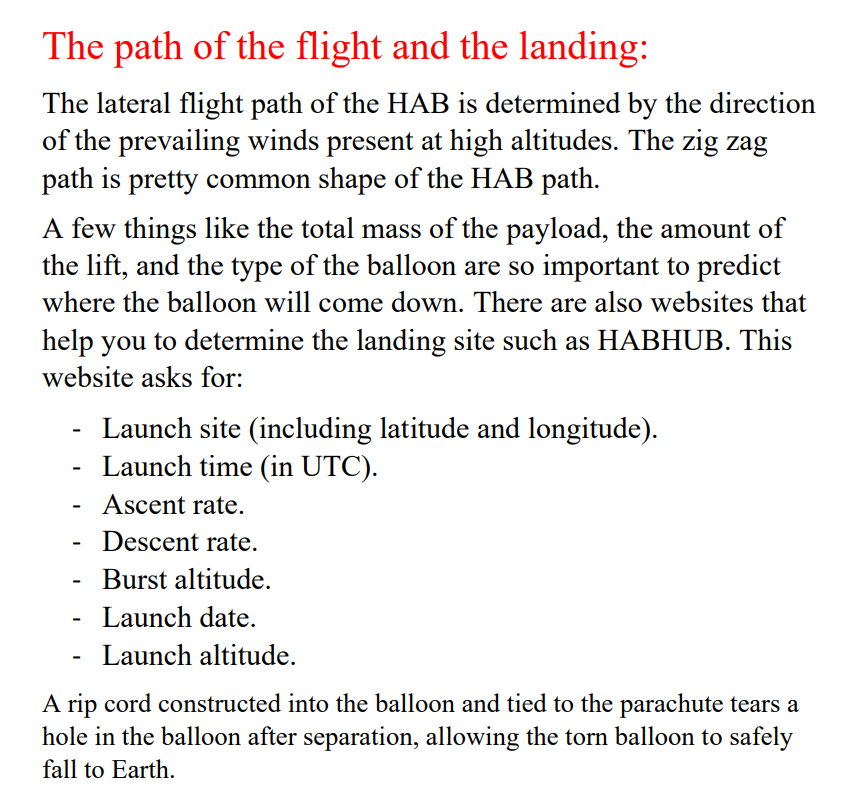 The path of the flight and the landing:
The lateral flight path of the HAB is determined by the direction
of the prevailing winds present at high altitudes. The zig zag
path is pretty common shape of the HAB path.
A few things like the total mass of the payload, the amount of
the lift, and the type of the balloon are so important to predict
where the balloon will come down. There are also websites that
help you to determine the landing site such as HABHUB. This
website asks for:
- Launch site (including latitude and longitude).
- Launch time (in UTC).
- Ascent rate.
- Descent rate.
- Burst altitude.
- Launch date.
- Launch altitude.
A rip cord constructed into the balloon and tied to the parachute tears a
hole in the balloon after separation, allowing the torn balloon to safely
fall to Earth.